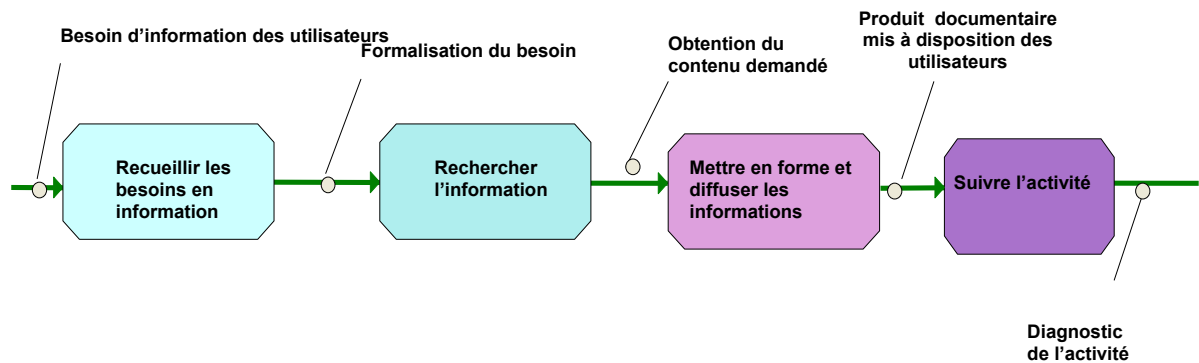 Besoin d’information des utilisateurs
Formalisation du besoin
Obtention du
contenu demandé
Produit documentaire
mis à disposition des
utilisateurs
Recueillir les
besoins en
information
Rechercher
l’information
Mettre en forme et
diffuser les
informations
Suivre l’activité
Diagnostic
de l’activité